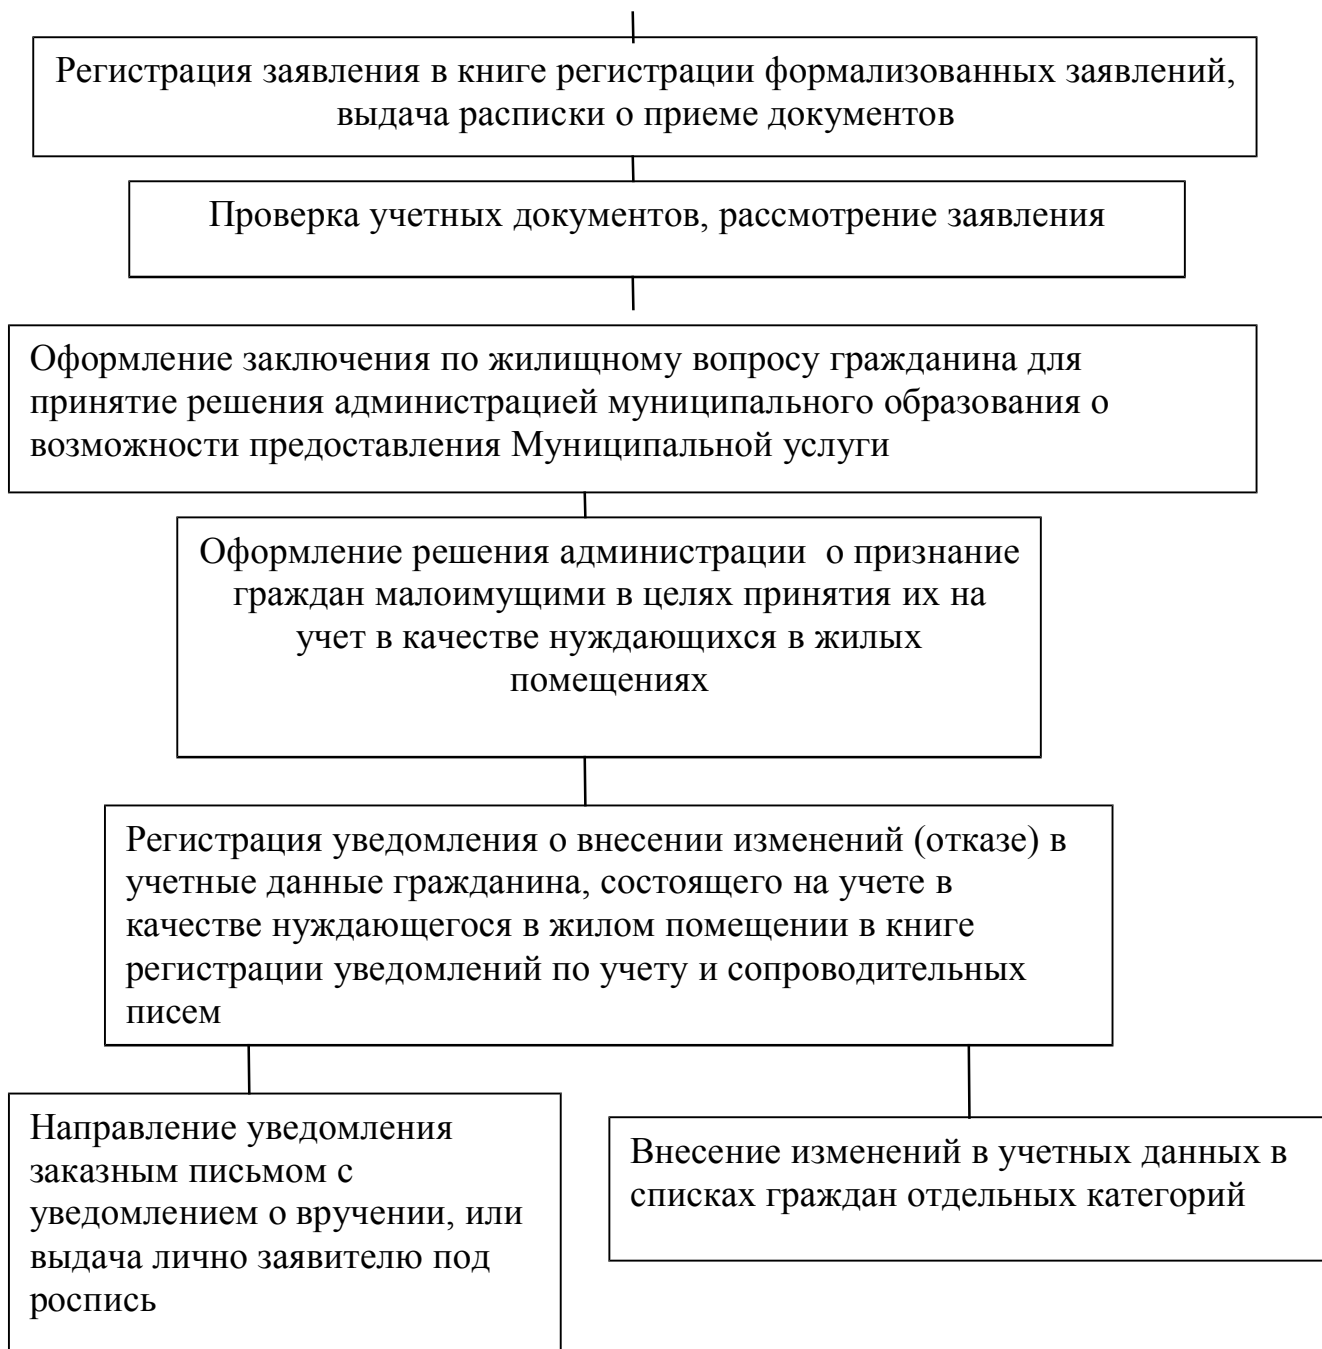 Регистрация заявления в книге регистрации формализованных заявлений,
выдача расписки о приеме документов
Проверка учетных документов, рассмотрение заявления
Оформление заключения по жилищному вопросу гражданина для
принятие решения администрацией муниципального образования о
возможности предоставления Муниципальной услуги
Оформление решения администрации  о признание
граждан малоимущими в целях принятия их на
учет в качестве нуждающихся в жилых
помещениях
Регистрация уведомления о внесении изменений (отказе) в
учетные данные гражданина, состоящего на учете в
качестве нуждающегося в жилом помещении в книге
регистрации уведомлений по учету и сопроводительных
писем
Направление уведомления
заказным письмом с
уведомлением о вручении, или
выдача лично заявителю под
роспись
Внесение изменений в учетных данных в
списках граждан отдельных категорий